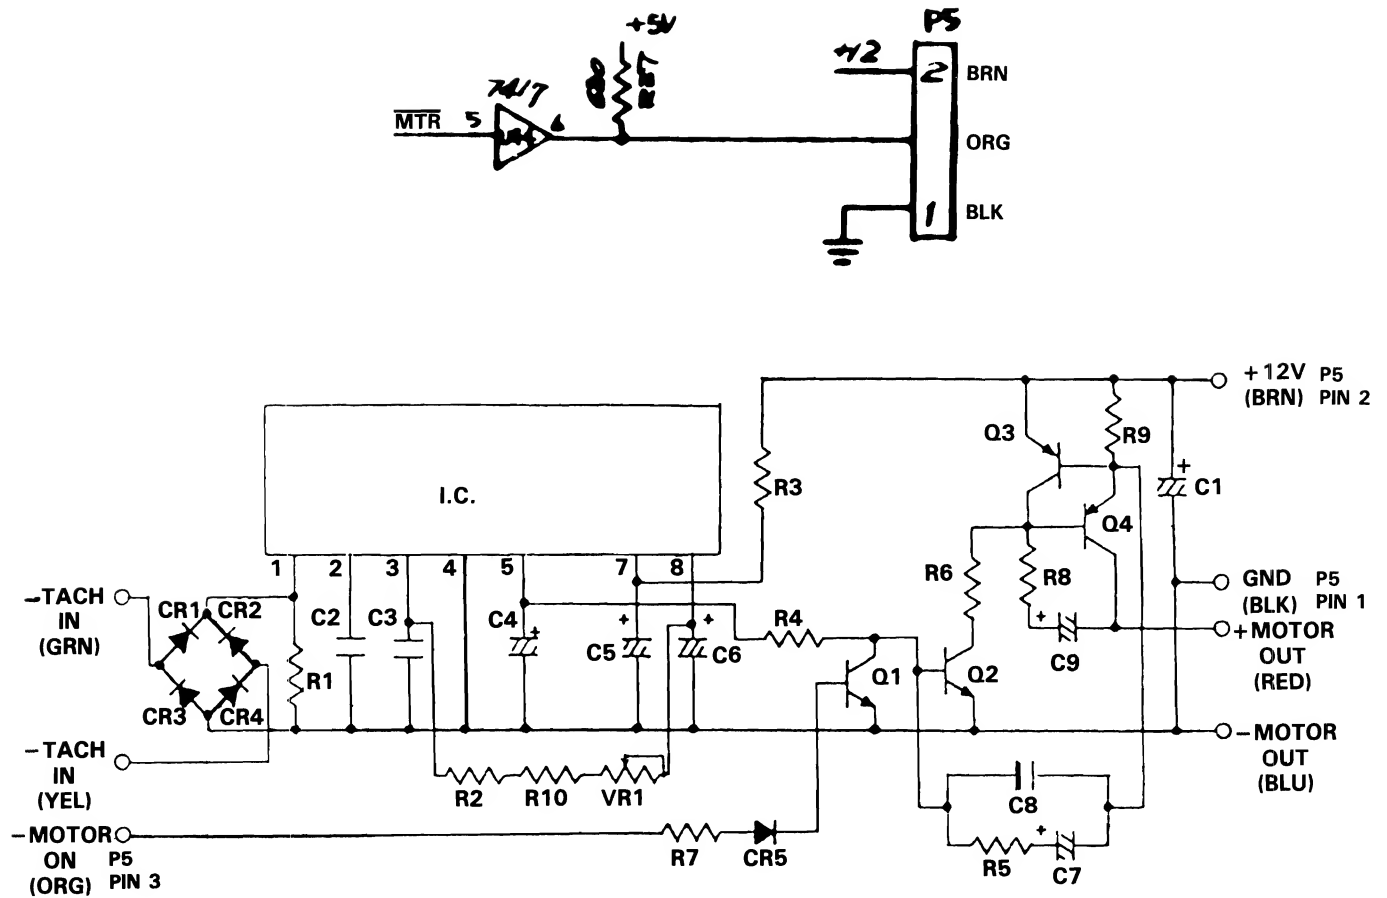 +5V
P5
+12
2
BRN
7417
680
R57
MTR
5
6
ORG
1
BLK
+12V P5
(BRN) PIN 2
Q3
R9
I.C.
R3
+
C1
Q4
1
2
3
4
5
7
8
R6
R8
GND P5
(BLK) PIN 1
-TACH
IN
(GRN)
CR1
CR2
C2
C3
C4
+
C5
+
C6
+
R4
+
C9
+MOTOR
OUT
(RED)
R1
Q1
Q2
CR3
CR4
-TACH
IN
(YEL)
-MOTOR
OUT
(BLU)
R2
R10
VR1
C8
-MOTOR
ON P5
(ORG) PIN 3
R7
CR5
R5
+
C7